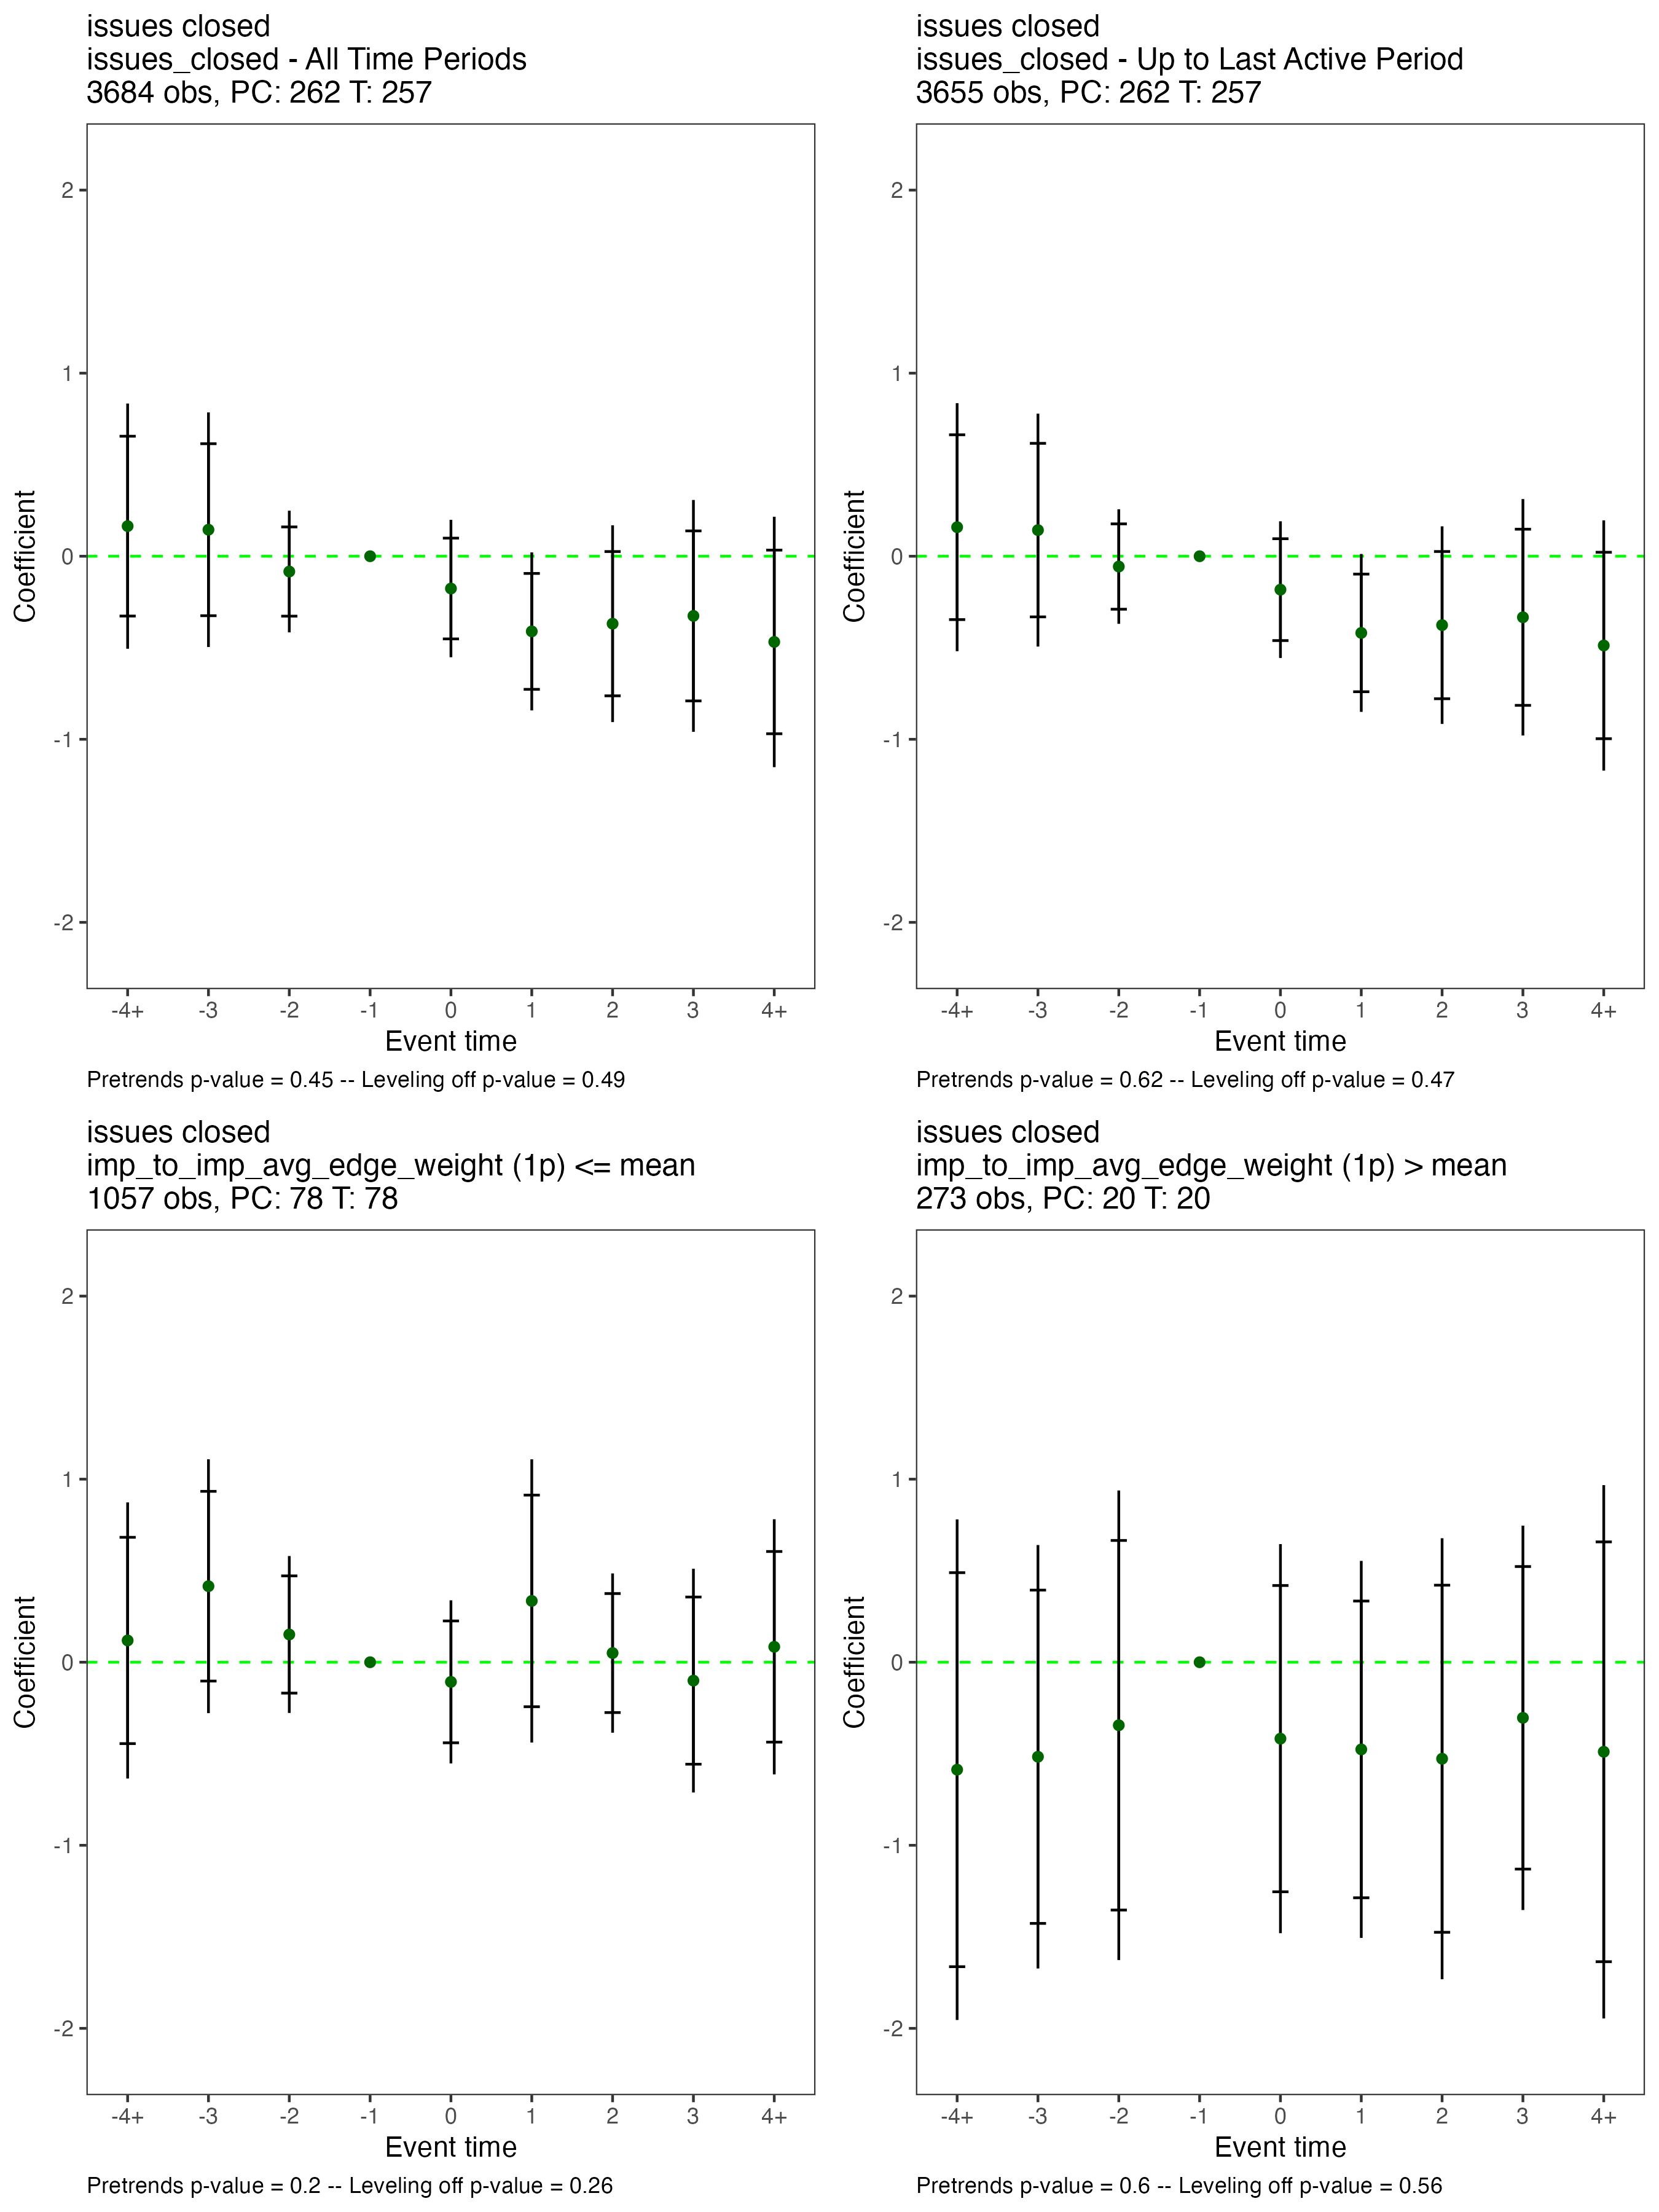 issues closed
issues_closed - All Time Periods
3684 obs, PC: 262 T: 257
2
1
0
-1
-2
Coefficient
-4+ -3 -2 -1 0 1 2 3 4+
Event time
Pretrends p-value = 0.45 -- Leveling off p-value = 0.49
issues closed
issues_closed - Up to Last Active Period
3655 obs, PC: 262 T: 257
2
1
0
-1
-2
Coefficient
-4+ -3 -2 -1 0 1 2 3 4+
Event time
Pretrends p-value = 0.62 -- Leveling off p-value = 0.47
issues closed
imp_to_imp_avg_edge_weight (1p) <= mean
1057 obs, PC: 78 T: 78
2
1
0
-1
-2
Coefficient
-4+ -3 -2 -1 0 1 2 3 4+
Event time
Pretrends p-value = 0.2 -- Leveling off p-value = 0.26
issues closed
imp_to_imp_avg_edge_weight (1p) > mean
273 obs, PC: 20 T: 20
2
1
0
-1
-2
Coefficient
-4+ -3 -2 -1 0 1 2 3 4+
Event time
Pretrends p-value = 0.6 -- Leveling off p-value = 0.56